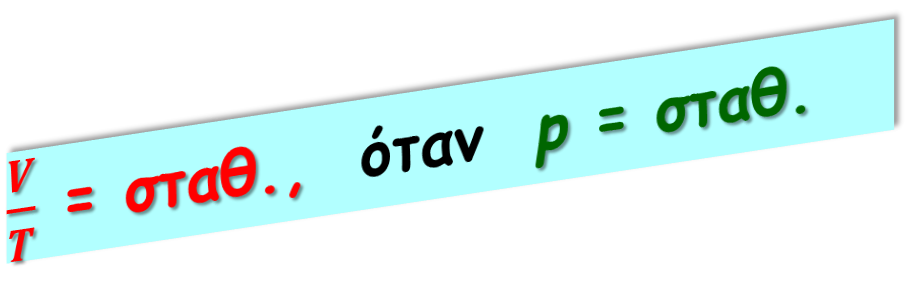 V/T = σταθ., όταν p = σταθ.